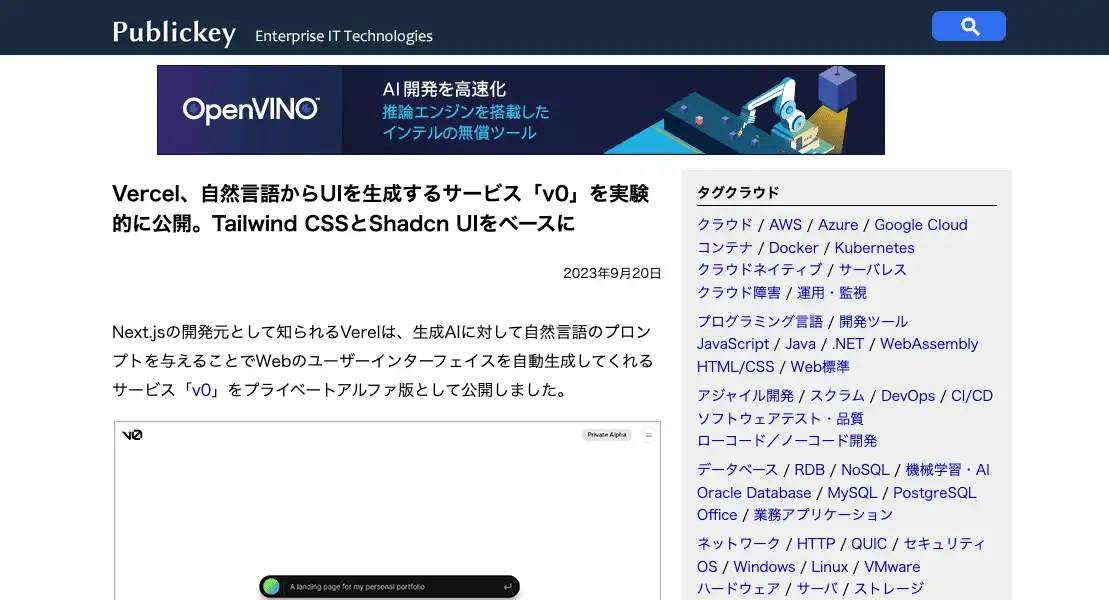 Publickey Enterprise IT Technologies
OpenVINO™
AI開発を高速化
推論エンジンを搭載した
インテルの無償ツール
Vercel、自然言語からUIを生成するサービス「v0」を実験
的に公開。Tailwind CSSとShadcn UIをベースに
2023年9月20日
Next.jsの開発元として知られるVerelは、生成AIに対して自然言語のプロン
プトを与えることでWebのユーザーインターフェイスを自動生成してくれる
サービス「v0」をプライベートアルファ版として公開しました。
v0
Private Alpha
A landing page for my personal portfolio
タグクラウド
クラウド / AWS / Azure / Google Cloud
コンテナ / Docker / Kubernetes
クラウドネイティブ / サーバレス
クラウド障害 / 運用・監視
プログラミング言語 / 開発ツール
JavaScript / Java / .NET / WebAssembly
HTML/CSS / Web標準
アジャイル開発 / スクラム / DevOps / CI/CD
ソフトウェアテスト・品質
ローコード／ノーコード開発
データベース / RDB / NoSQL / 機械学習・AI
Oracle Database / MySQL / PostgreSQL
Office / 業務アプリケーション
ネットワーク / HTTP / QUIC / セキュリティ
OS / Windows / Linux / VMware
ハードウェア / サーバ / ストレージ